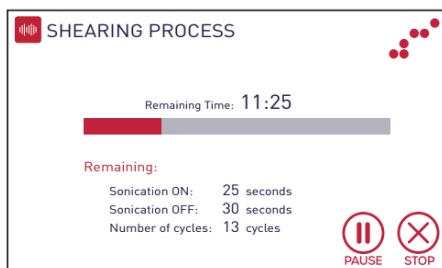 SHEARING PROCESS
Remaining Time: 11:25
Remaining:
Sonication ON: 25 seconds
Sonication OFF: 30 seconds
Number of cycles: 13 cycles
PAUSE STOP